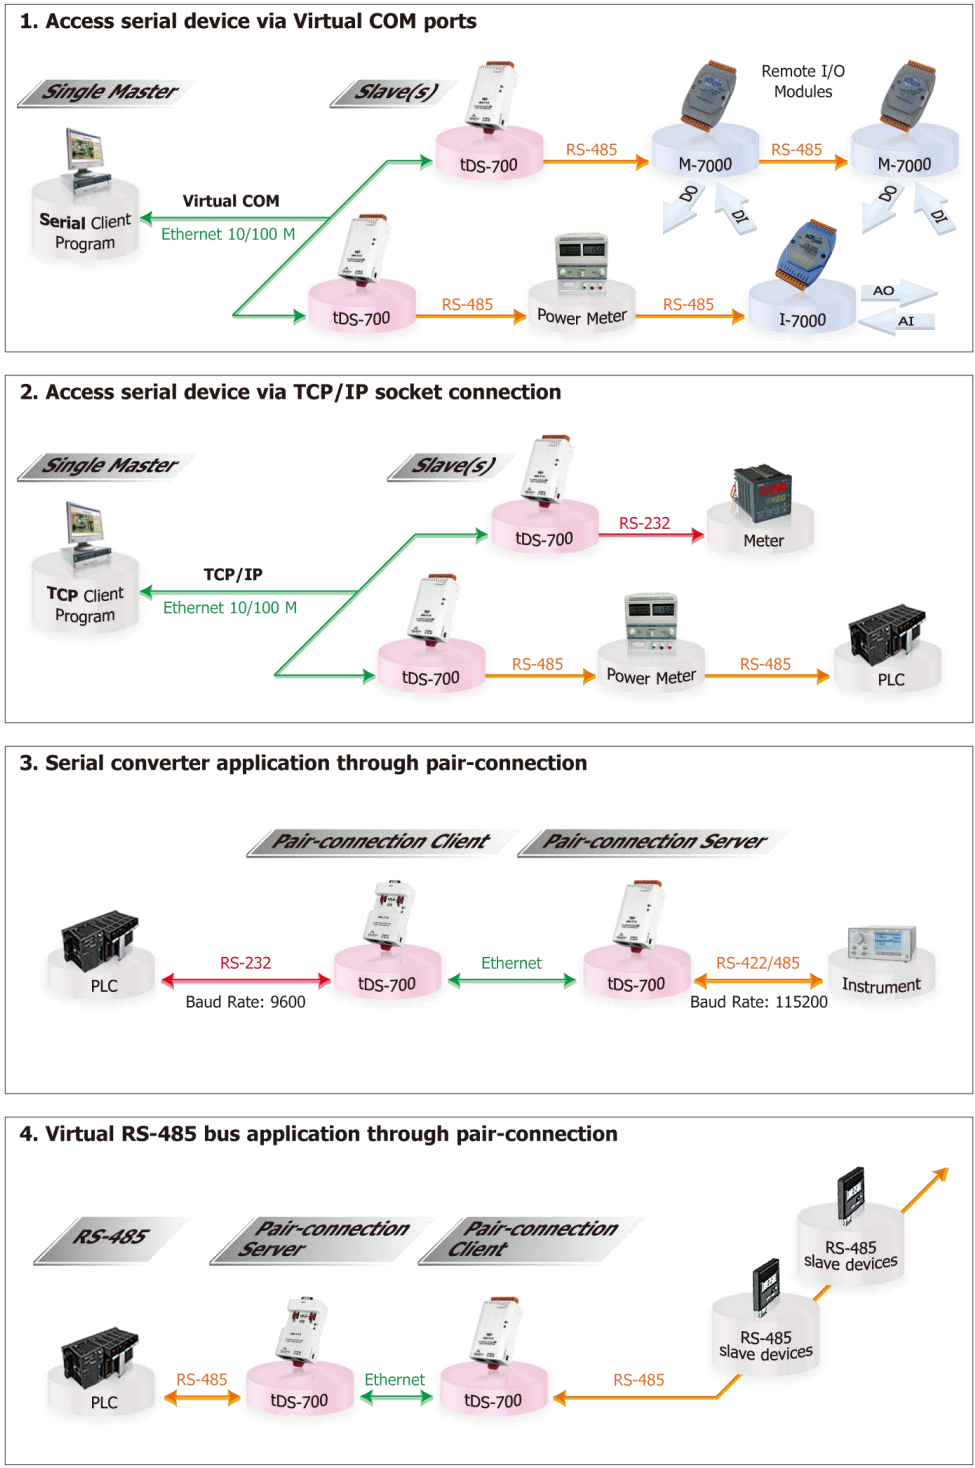 1. Access serial device via Virtual COM ports
Single Master
Slave(s)
Remote I/O
Modules
tDS-700
RS-485
M-7000
RS-485
M-7000
DO
DI
DO
DI
Virtual COM
Ethernet 10/100 M
Serial Client
Program
tDS-700
RS-485
Power Meter
RS-485
I-7000
AO
AI
2. Access serial device via TCP/IP socket connection
Single Master
Slave(s)
tDS-700
RS-232
Meter
TCP/IP
Ethernet 10/100 M
TCP Client
Program
tDS-700
RS-485
Power Meter
RS-485
PLC
3. Serial converter application through pair-connection
Pair-connection Client
Pair-connection Server
PLC
RS-232
Baud Rate: 9600
tDS-700
Ethernet
tDS-700
RS-422/485
Baud Rate: 115200
Instrument
4. Virtual RS-485 bus application through pair-connection
RS-485
Pair-connection
Server
Pair-connection
Client
RS-485
slave devices
RS-485
slave devices
PLC
RS-485
tDS-700
Ethernet
tDS-700
RS-485